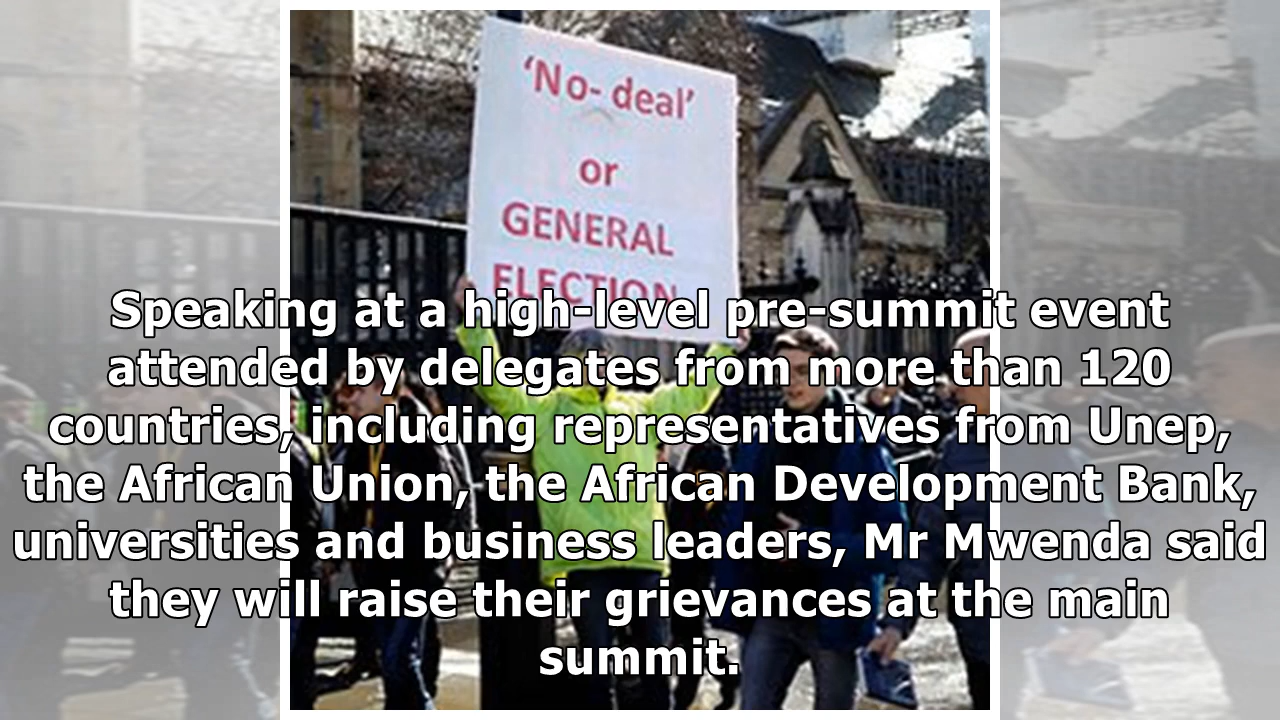 ‘No- deal’
or
GENERAL
ELECTION
Speaking at a high-level pre-summit event
attended by delegates from more than 120
countries, including representatives from Unep,
the African Union, the African Development Bank,
universities and business leaders, Mr Mwenda said
they will raise their grievances at the main
summit.